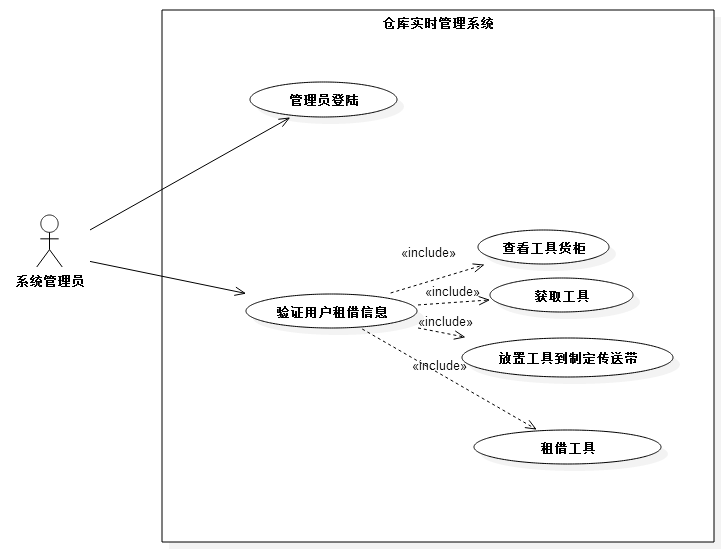 仓库实时管理系统
管理员登陆
系统管理员
验证用户租借信息
«include»
查看工具货柜
«include»
获取工具
«include»
放置工具到制定传送带
«include»
租借工具